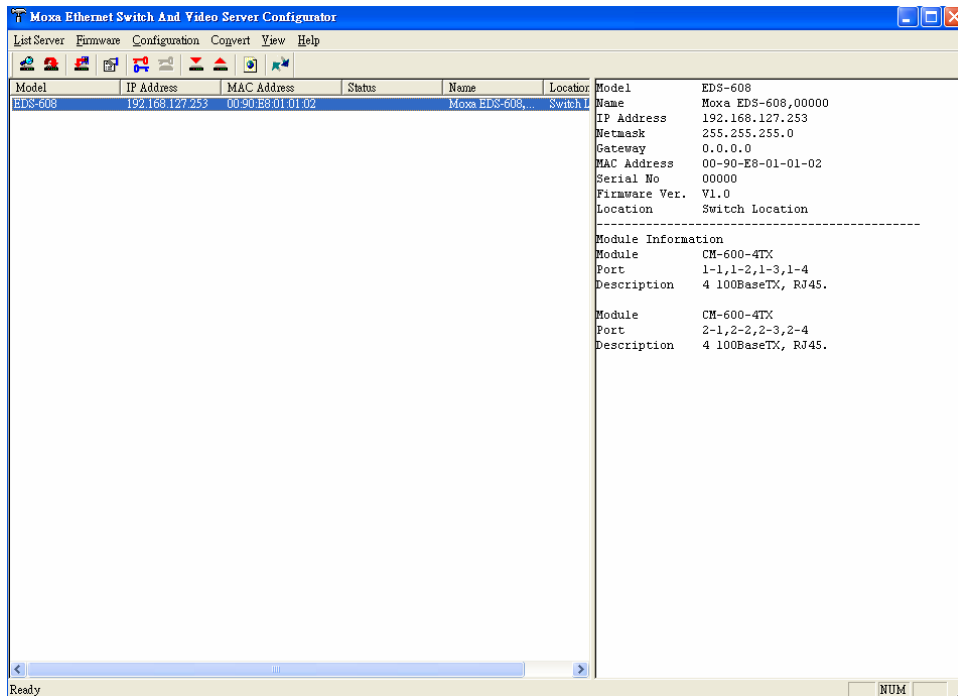 Moxa Ethernet Switch And Video Server Configurator
List Server Firmware Configuration Convert View Help
Model IP Address MAC Address Status Name Location
EDS-608 192.168.127.253 00:90:E8:01:01:02 Moxa EDS-608,... Switch L
Model EDS-608
Name Moxa EDS-608,00000
IP Address 192.168.127.253
Netmask 255.255.255.0
Gateway 0.0.0.0
MAC Address 00-90-E8-01-01-02
Serial No 00000
Firmware Ver. V1.0
Location Switch Location
------------------------------------------------
Module Information
Module CM-600-4TX
Port 1-1,1-2,1-3,1-4
Description 4 100BaseTX, RJ45.
Module CM-600-4TX
Port 2-1,2-2,2-3,2-4
Description 4 100BaseTX, RJ45.
Ready NUM